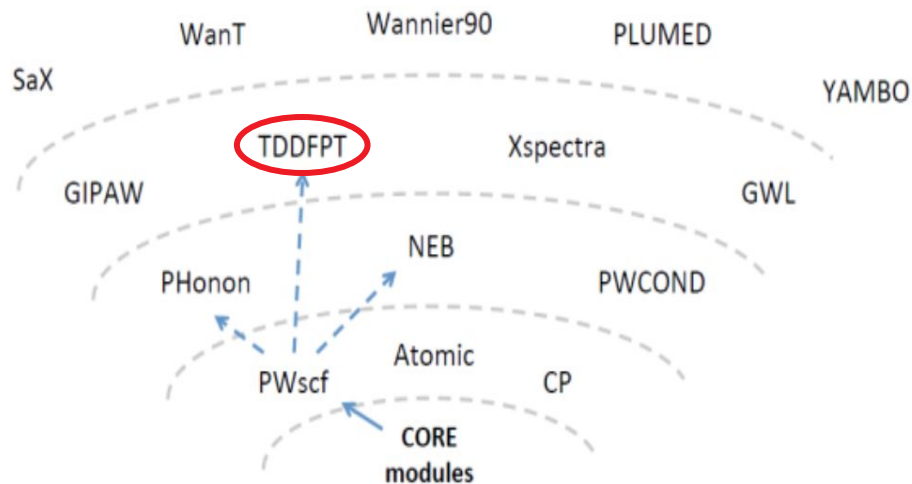 WanT
Wannier90
PLUMED
SaX
YAMBO
TDDFPT
Xspectra
GIPAW
GWL
NEB
PHonon
PWCOND
Atomic
PWscf
CP
CORE
modules